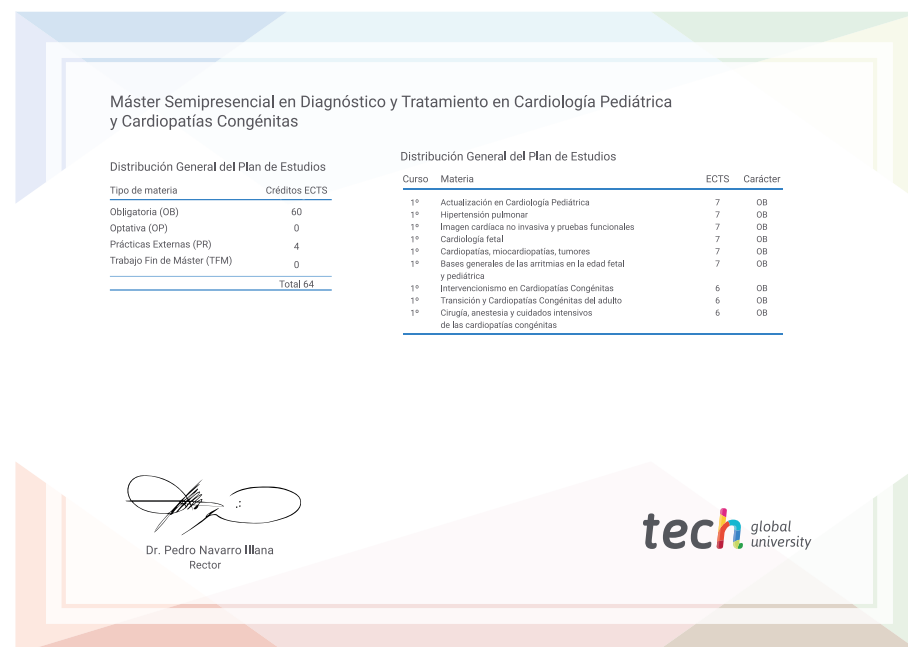 Máster Semipresencial en Diagnóstico y Tratamiento en Cardiología Pediátrica
y Cardiopatías Congénitas
Distribución General del Plan de Estudios
Tipo de materia Créditos ECTS
Obligatoria (OB) 60
Optativa (OP) 0
Prácticas Externas (PR) 4
Trabajo Fin de Máster (TFM) 0
Total 64
Distribución General del Plan de Estudios
Curso Materia ECTS Carácter
1º Actualización en Cardiología Pediátrica 7 OB
1º Hipertensión pulmonar 7 OB
1º Imagen cardíaca no invasiva y pruebas funcionales 7 OB
1º Cardiología fetal 7 OB
1º Cardiopatías, miocardiopatías, tumores 7 OB
1º Bases generales de las arritmias en la edad fetal 7 OB
y pediátrica
1º Intervencionismo en Cardiopatías Congénitas 6 OB
1º Transición y Cardiopatías Congénitas del adulto 6 OB
1º Cirugía, anestesia y cuidados intensivos 6 OB
de las cardiopatías congénitas
Dr. Pedro Navarro Illana
Rector
tech global
university